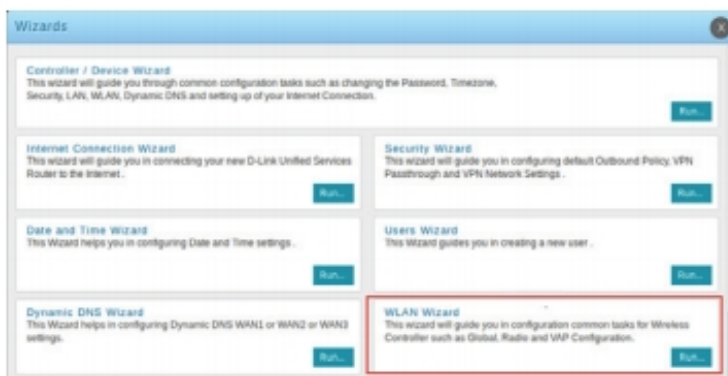 Wizards
X
Controller / Device Wizard
This wizard will guide you through common configuration tasks such as changing the Password, Timezone,
Security, LAN, WLAN, Dynamic DNS and setting up of your Internet Connection.
Run...
Internet Connection Wizard
This wizard will guide you in connecting your new D-Link Unified Services
Router to the Internet .
Run...
Security Wizard
This wizard will guide you in configuring default Outbound Policy, VPN
Passthrough and VPN Network Settings .
Run...
Date and Time Wizard
This Wizard helps you in configuring Date and Time settings .
Run...
Users Wizard
This Wizard guides you in creating a new user .
Run...
Dynamic DNS Wizard
This Wizard helps in configuring Dynamic DNS WAN1 or WAN2 or WAN3
settings.
Run...
WLAN Wizard
This wizard will guide you in configuration common tasks for Wireless
Controller such as Global, Radio and VAP Configuration.
Run...